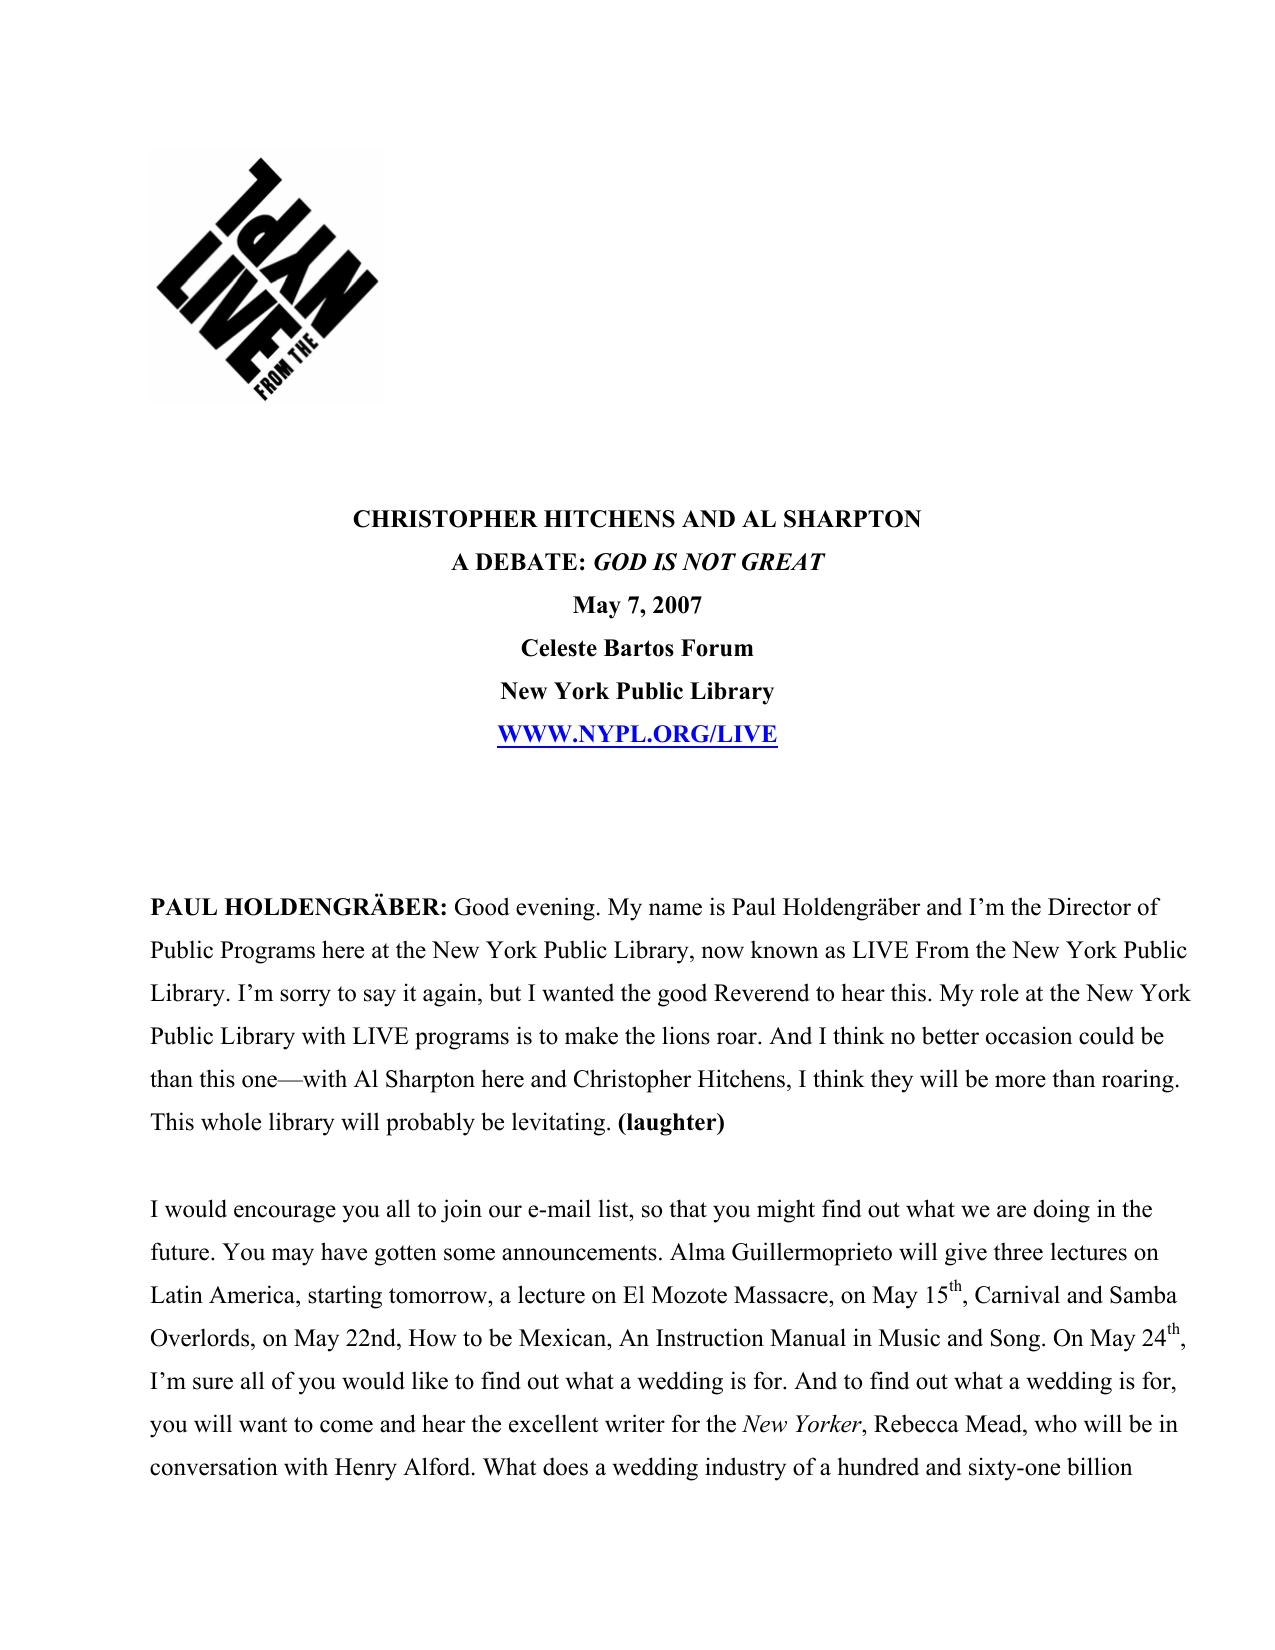 LIVE
FROM THE
NYPL
CHRISTOPHER HITCHENS AND AL SHARPTON
A DEBATE: GOD IS NOT GREAT
May 7, 2007
Celeste Bartos Forum
New York Public Library
WWW.NYPL.ORG/LIVE
PAUL HOLDENGRÄBER: Good evening. My name is Paul Holdengräber and I’m the Director of
Public Programs here at the New York Public Library, now known as LIVE From the New York Public
Library. I’m sorry to say it again, but I wanted the good Reverend to hear this. My role at the New York
Public Library with LIVE programs is to make the lions roar. And I think no better occasion could be
than this one—with Al Sharpton here and Christopher Hitchens, I think they will be more than roaring.
This whole library will probably be levitating. (laughter)
I would encourage you all to join our e-mail list, so that you might find out what we are doing in the
future. You may have gotten some announcements. Alma Guillermoprieto will give three lectures on
Latin America, starting tomorrow, a lecture on El Mozote Massacre, on May 15th, Carnival and Samba
Overlords, on May 22nd, How to be Mexican, An Instruction Manual in Music and Song. On May 24th,
I’m sure all of you would like to find out what a wedding is for. And to find out what a wedding is for,
you will want to come and hear the excellent writer for the New Yorker, Rebecca Mead, who will be in
conversation with Henry Alford. What does a wedding industry of a hundred and sixty-one billion